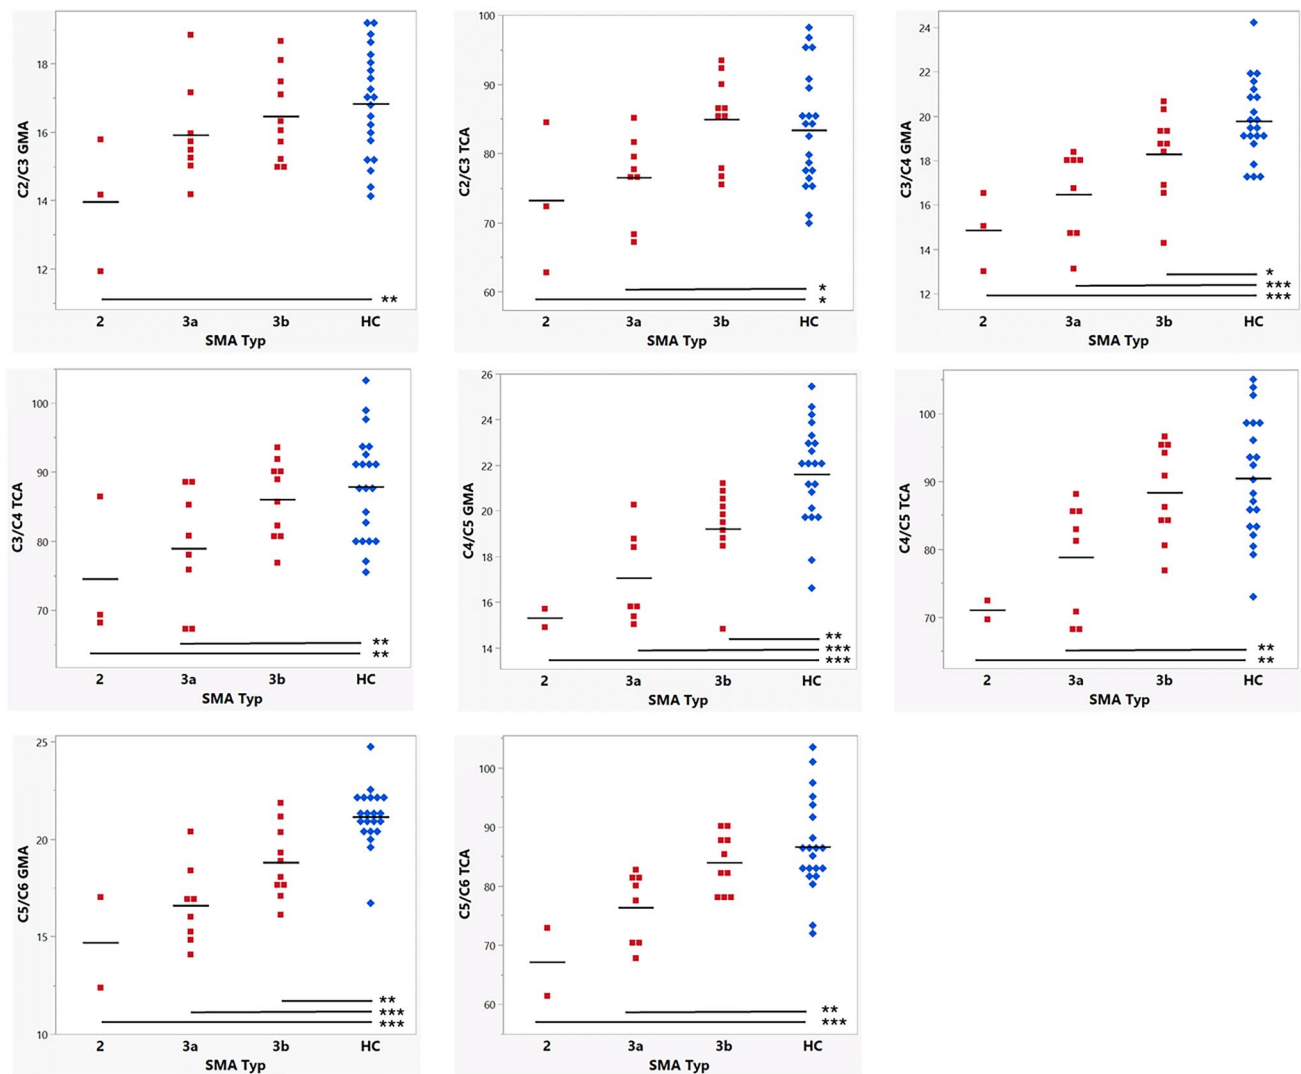 C2/C3 GMA
18
16
14
12
**
2 3a 3b HC
SMA Typ
C2/C3 TCA
100
90
80
70
60
*
*
2 3a 3b HC
SMA Typ
C3/C4 GMA
24
22
20
18
16
14
12
*
***
***
2 3a 3b HC
SMA Typ
C3/C4 TCA
100
90
80
70
**
**
2 3a 3b HC
SMA Typ
C4/C5 GMA
26
24
22
20
18
16
14
**
***
***
2 3a 3b HC
SMA Typ
C4/C5 TCA
100
90
80
70
**
**
2 3a 3b HC
SMA Typ
C5/C6 GMA
25
20
15
10
**
***
***
2 3a 3b HC
SMA Typ
C5/C6 TCA
100
90
80
70
60
**
***
2 3a 3b HC
SMA Typ